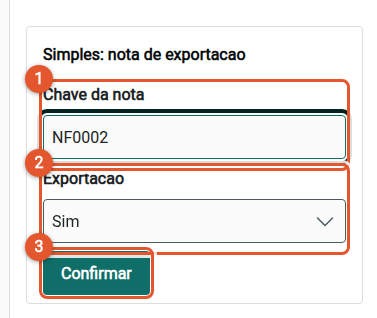 Simples: nota de exportacao
1
Chave da nota
NF0002
2
Exportacao
Sim
3
Confirmar